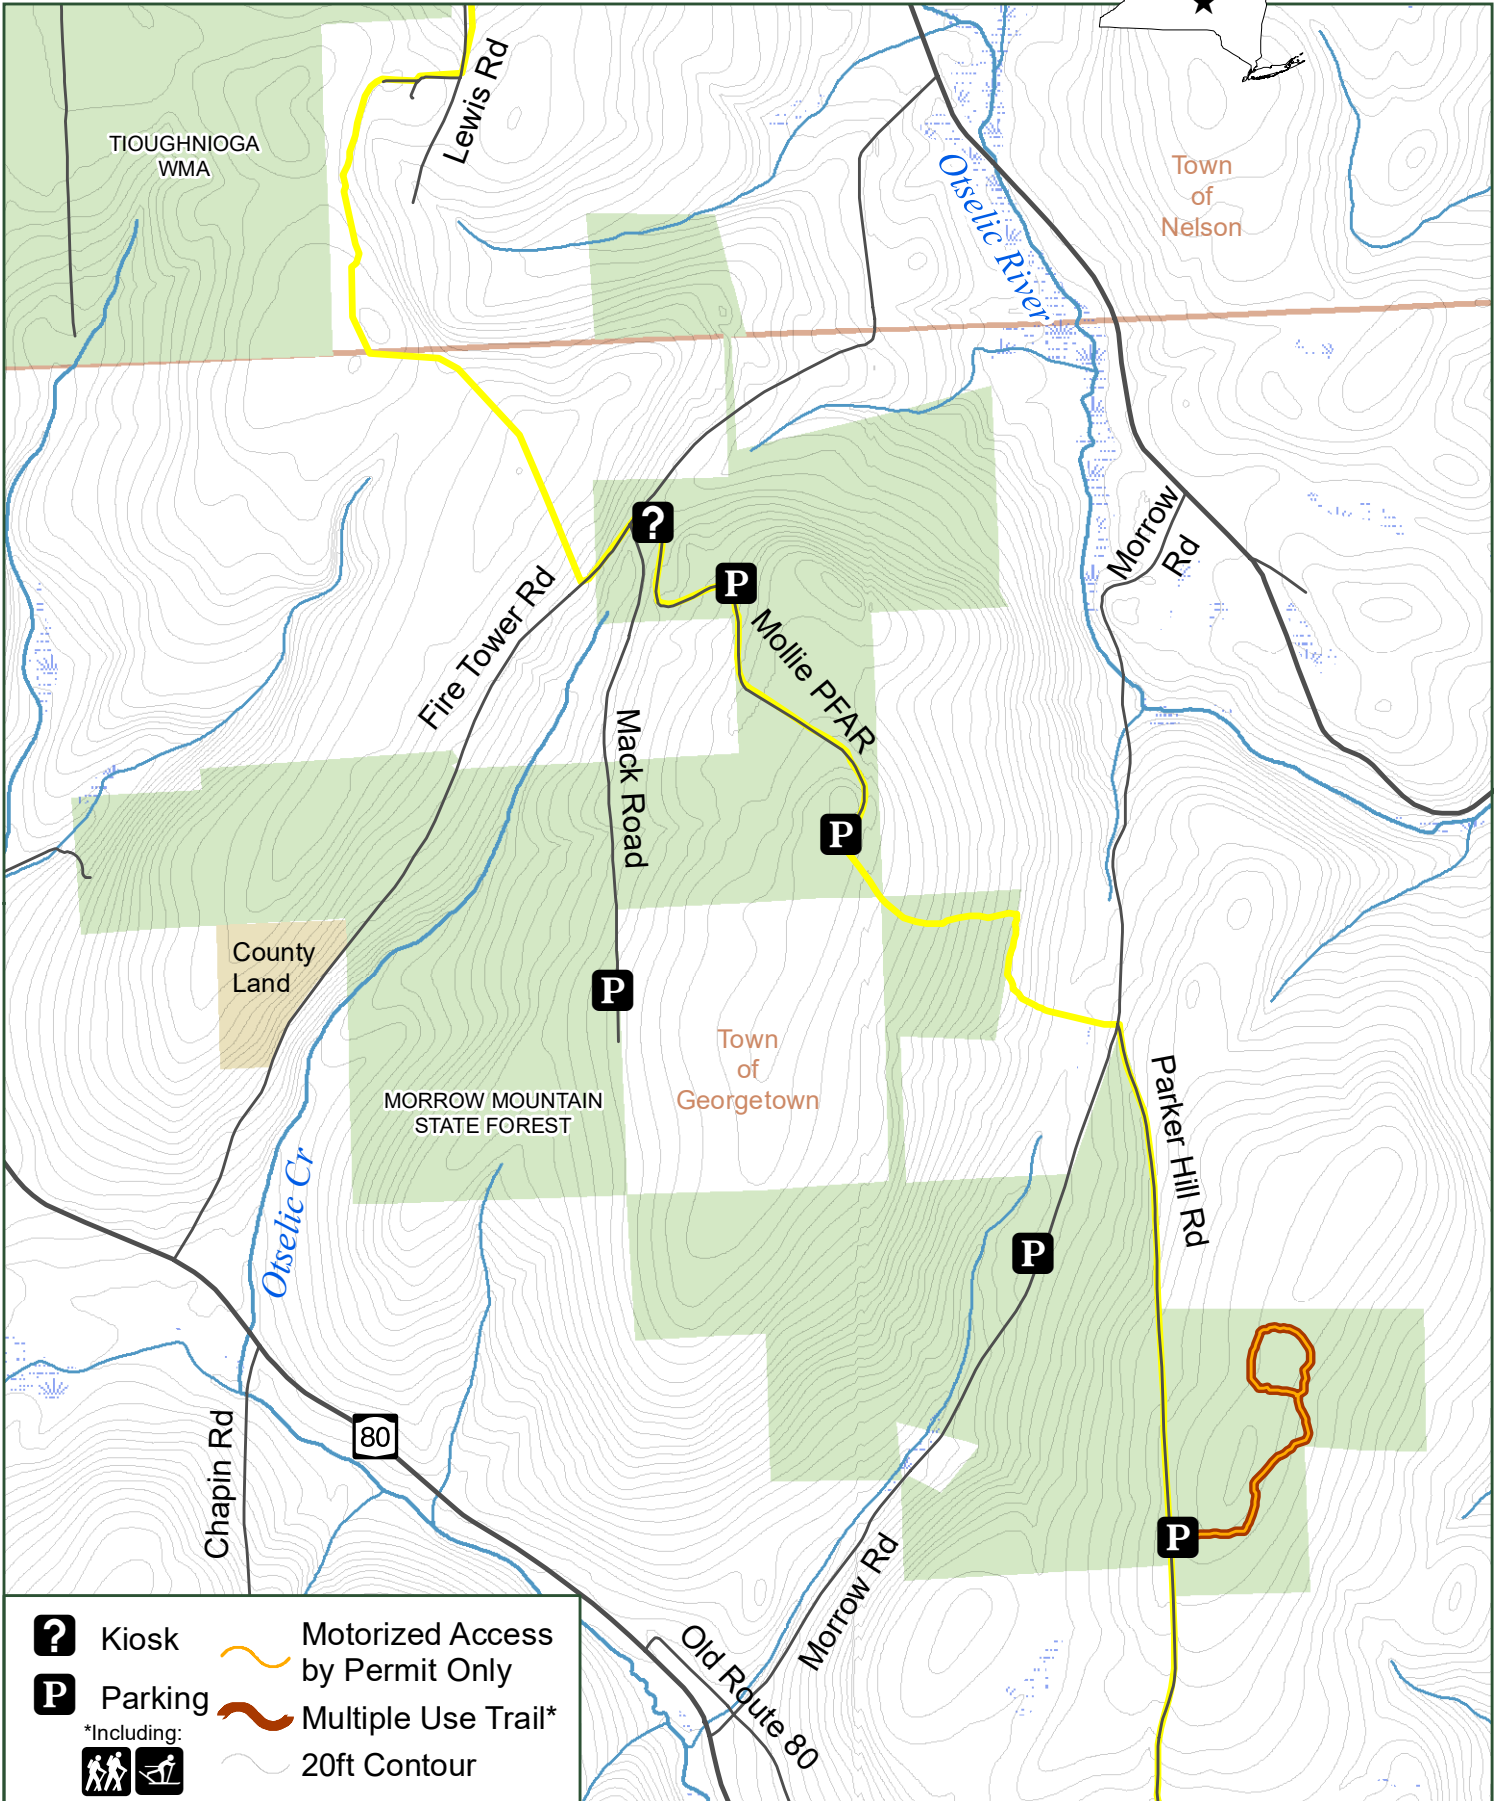 Lewis Rd
TIOUGHNIOGA
WMA
Otselic River
Town
of
Nelson
?
P
Morrow
Rd
Fire Tower Rd
Mollie PFAR
Mack Road
P
County
Land
P
Town
of
Georgetown
MORROW MOUNTAIN
STATE FOREST
Parker Hill Rd
Otselic Cr
P
Chapin Rd
80
P
Morrow Rd
Old Route 80
? Kiosk
P Parking
*Including:
Motorized Access
by Permit Only
Multiple Use Trail*
20ft Contour